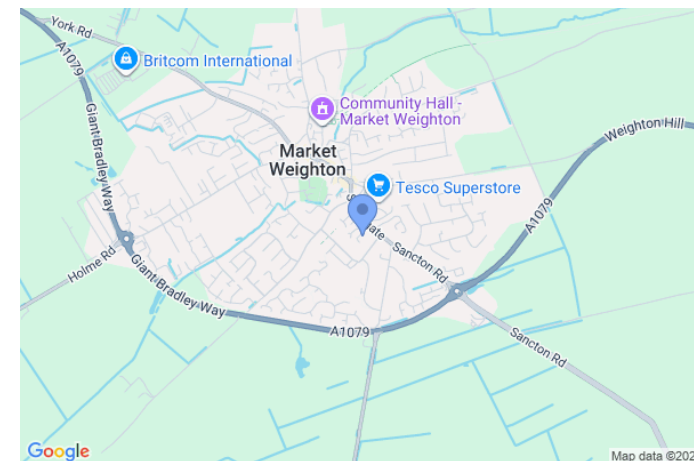 York Rd
A1079
Britcom International
Giant Bradley Way
Community Hall -
Market Weighton
Weighton Hill
Market
Weighton
Tesco Superstore
Sancton Rd
A1079
Holme Rd
Giant Bradley Way
A1079
Sancton Rd
Google
Map data